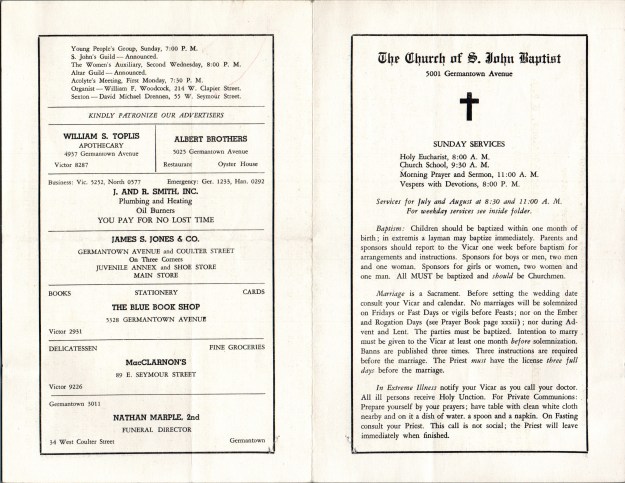 Young People's Group, Sunday, 7:00 P. M.
S. John's Guild — Announced.
The Women's Auxiliary, Second Wednesday, 8:00 P. M.
Altar Guild — Announced.
Acolyte's Meeting, First Monday, 7:30 P. M.
Organist — William F. Woodcock, 214 W. Clapier Street.
Sexton — David Michael Drennen, 55 W. Seymour Street.
KINDLY PATRONIZE OUR ADVERTISERS
WILLIAM S. TOPLIS
APOTHECARY
4937 Germantown Avenue
Victor 8287
ALBERT BROTHERS
5025 Germantown Avenue
Restaurant Oyster House
Business: Vic. 5252, North 0577 Emergency: Ger. 1233, Han. 0292
J. AND R. SMITH, INC.
Plumbing and Heating
Oil Burners
YOU PAY FOR NO LOST TIME
JAMES S. JONES & CO.
GERMANTOWN AVENUE and COULTER STREET
On Three Corners
JUVENILE ANNEX and SHOE STORE
MAIN STORE
BOOKS STATIONERY CARDS
THE BLUE BOOK SHOP
5528 GERMANTOWN AVENUE
Victor 2931
DELICATESSEN FINE GROCERIES
MacCLARNON'S
89 E. SEYMOUR STREET
Victor 9226
Germantown 5011
NATHAN MARPLE, 2nd
FUNERAL DIRECTOR
34 West Coulter Street Germantown
The Church of S. John Baptist
5001 Germantown Avenue
SUNDAY SERVICES
Holy Eucharist, 8:00 A. M.
Church School, 9:30 A. M.
Morning Prayer and Sermon, 11:00 A. M.
Vespers with Devotions, 8:00 P. M.
Services for July and August at 8:30 and 11:00 A. M.
For weekday services see inside folder.
Baptism: Children should be baptized within one month of
birth; in extremis a layman may baptize immediately. Parents and
sponsors should report to the Vicar one week before baptism for
arrangements and instructions. Sponsors for boys or men, two men
and one woman. Sponsors for girls or women, two women and
one man. All MUST be baptized and should be Churchmen.
Marriage is a Sacrament. Before setting the wedding date
consult your Vicar and calendar. No marriages will be solemnized
on Fridays or Fast Days or vigils before Feasts; nor on the Ember
and Rogation Days (see Prayer Book page xxxii); nor during Ad-
vent and Lent. The parties must be baptized. Intention to marry
must be given to the Vicar at least one month before solemnization.
Banns are published three times. Three instructions are required
before the marriage. The Priest must have the license three full
days before the marriage.
In Extreme Illness notify your Vicar as you call your doctor.
All ill persons receive Holy Unction. For Private Communions:
Prepare yourself by your prayers; have table with clean white cloth
nearby and on it a dish of water. a spoon and a napkin. On Fasting
consult your Priest. This call is not social; the Priest will leave
immediately when finished.